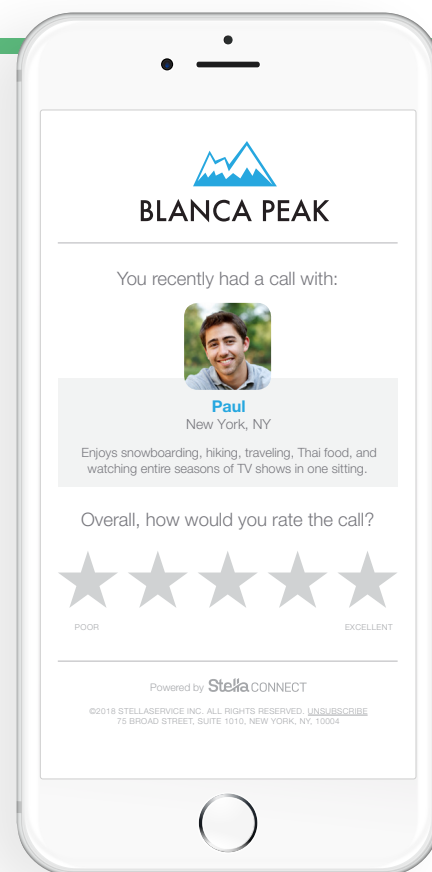 BLANCA PEAK
You recently had a call with:
Paul
New York, NY
Enjoys snowboarding, hiking, traveling, Thai food, and
watching entire seasons of TV shows in one sitting.
Overall, how would you rate the call?
POOR EXCELLENT
Powered by Stella CONNECT
©2018 STELLASERVICE INC. ALL RIGHTS RESERVED. UNSUBSCRIBE
75 BROAD STREET, SUITE 1010, NEW YORK, NY, 10004